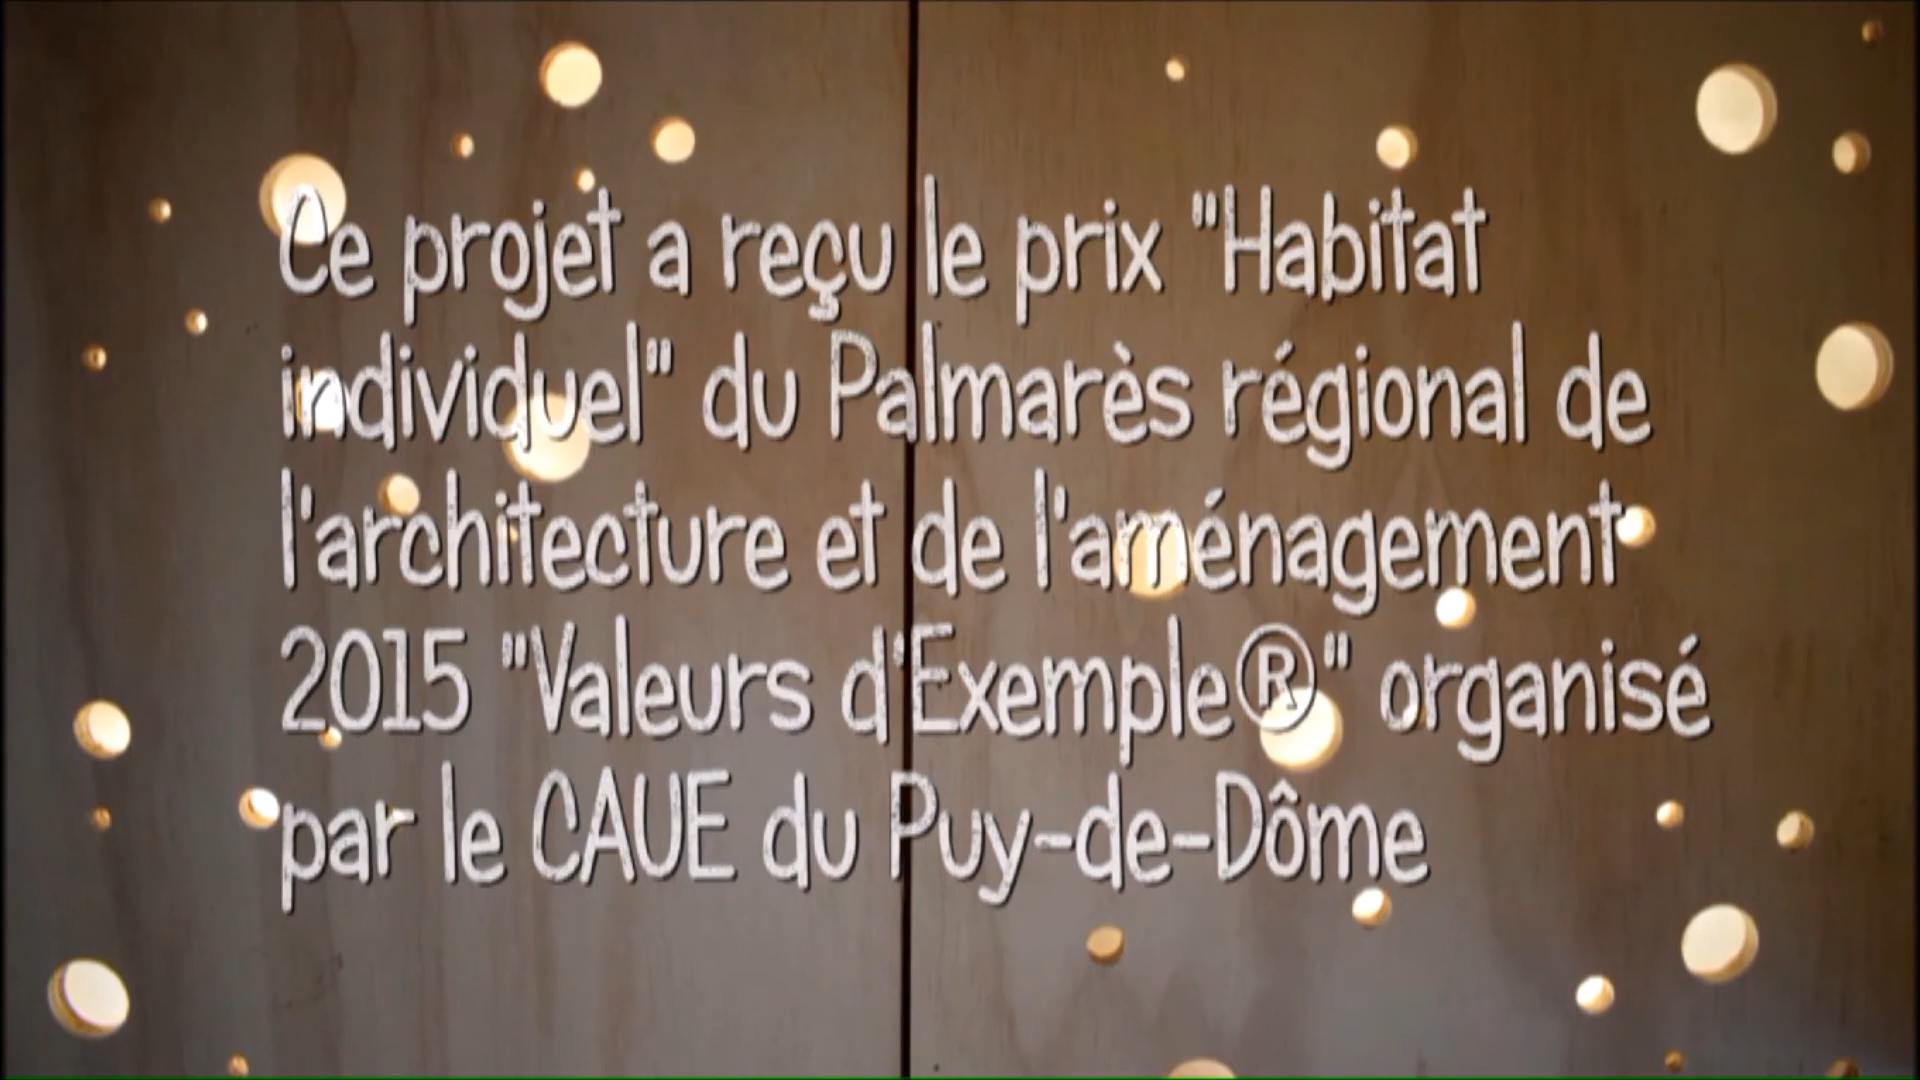 Ce projet a reçu le prix "Habitat
individuel" du Palmarès régional de
l'architecture et de l'aménagement
2015 "Valeurs d'Exemple®" organisé
par le CAUE du Puy-de-Dôme